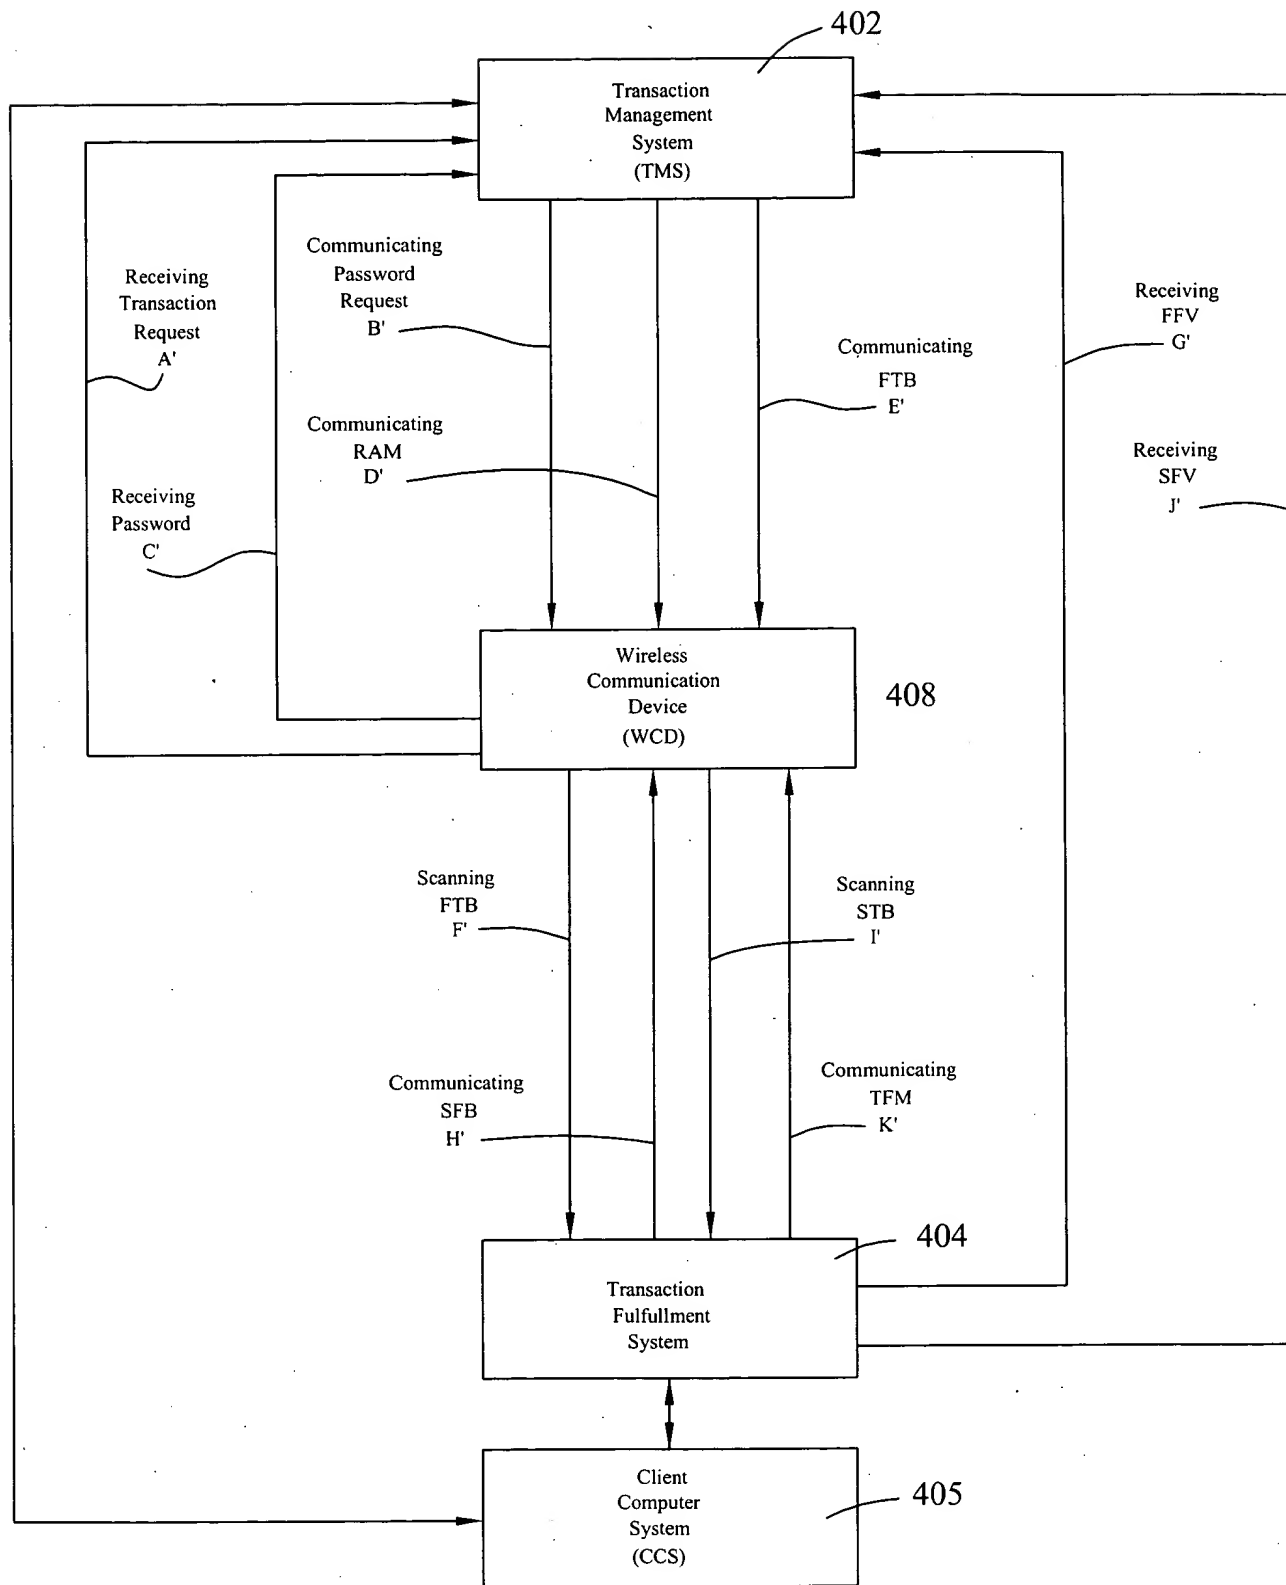 402
Transaction
Management
System
(TMS)
Communicating
Password
Request
B'
Receiving
Transaction
Request
A'
Receiving
FFV
G'
Communicating
FTB
E'
Communicating
RAM
D'
Receiving
SFV
J'
Receiving
Password
C'
Wireless
Communication
Device
(WCD)
408
Scanning
FTB
F'
Scanning
STB
I'
Communicating
SFB
H'
Communicating
TFM
K'
404
Transaction
Fulfullment
System
Client
Computer
System
(CCS)
405